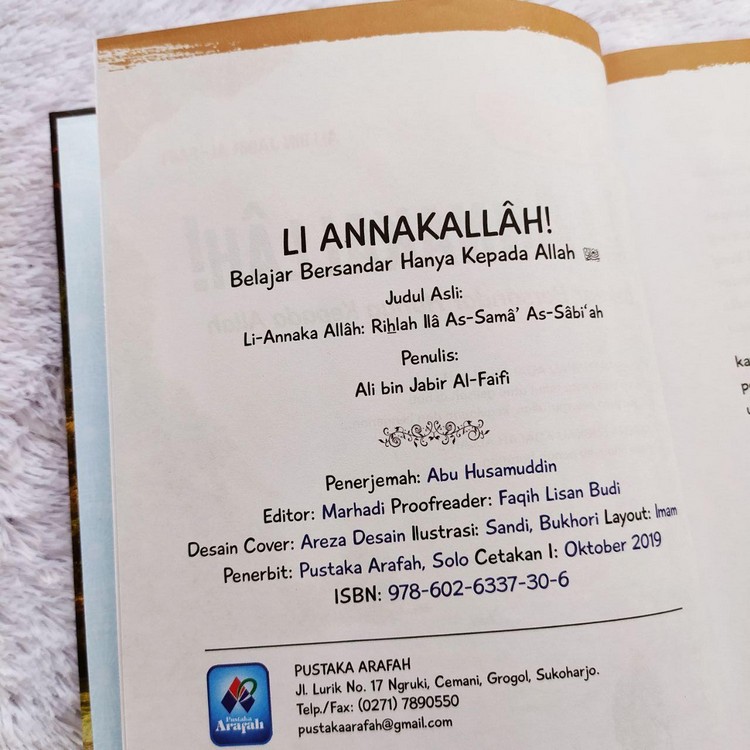 LI ANNAKALLÂH!
Belajar Bersandar Hanya Kepada Allah
Judul Asli:
Li-Annaka Allâh: Riẖlah Ilâ As-Samâ’ As-Sâbi‘ah
Penulis:
Ali bin Jabir Al-Faifi
Penerjemah: Abu Husamuddin
Editor: Marhadi Proofreader: Faqih Lisan Budi
Desain Cover: Areza Desain Ilustrasi: Sandi, Bukhori Layout: Imam
Penerbit: Pustaka Arafah, Solo Cetakan I: Oktober 2019
ISBN: 978-602-6337-30-6
Pustaka
Arafah
PUSTAKA ARAFAH
Jl. Lurik No. 17 Ngruki, Cemani, Grogol, Sukoharjo.
Telp./Fax: (0271) 7890550
pustakaarafah@gmail.com